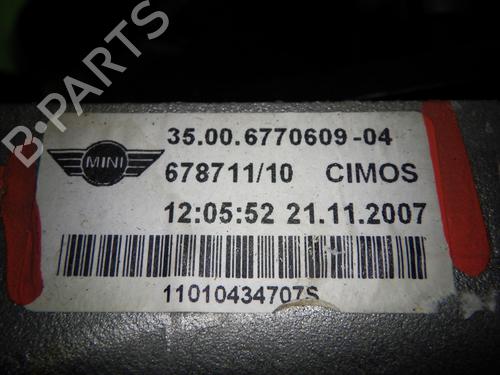 B-PARTS
MINI
35.00.6770609-04
678711/10 CIMOS
12:05:52 21.11.2007
11010434707S